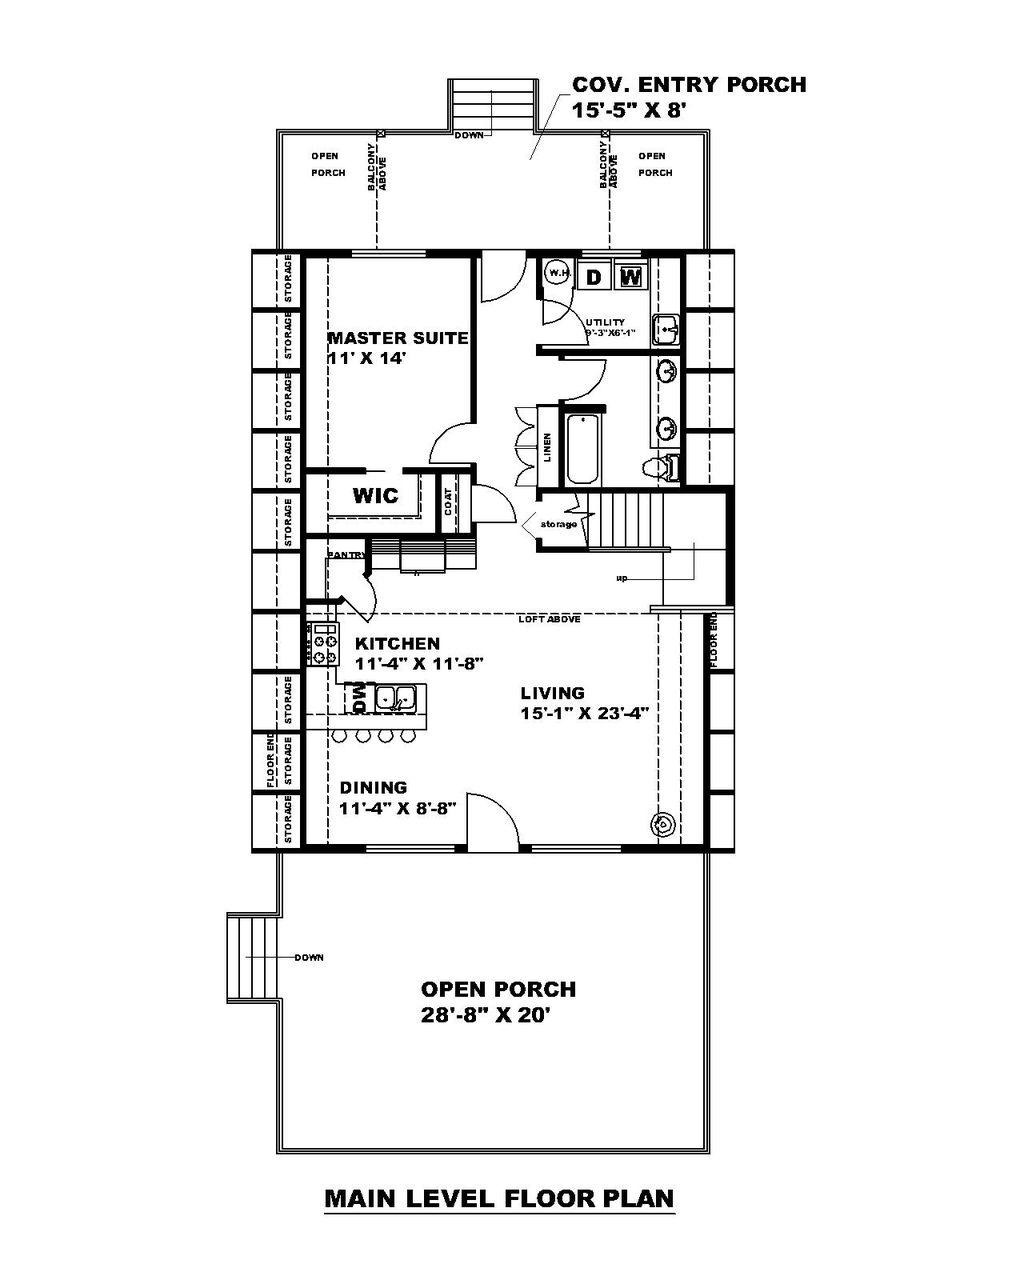 COV. ENTRY PORCH
15'-5" X 8'
DOWN
OPEN
PORCH
BALCONY
ABOVE
BALCONY
ABOVE
OPEN
PORCH
STORAGE
STORAGE
STORAGE
STORAGE
STORAGE
STORAGE
STORAGE
STORAGE
FLOOR END
W.H.
D
W
UTILITY
9'-3"X6'-1"
MASTER SUITE
11' X 14'
LINEN
WIC
COAT
storage
PANTRY
up
LOFT ABOVE
FLOOR END
KITCHEN
11'-4" X 11'-8"
DW
LIVING
15'-1" X 23'-4"
DINING
11'-4" X 8'-8"
DOWN
OPEN PORCH
28'-8" X 20'
MAIN LEVEL FLOOR PLAN